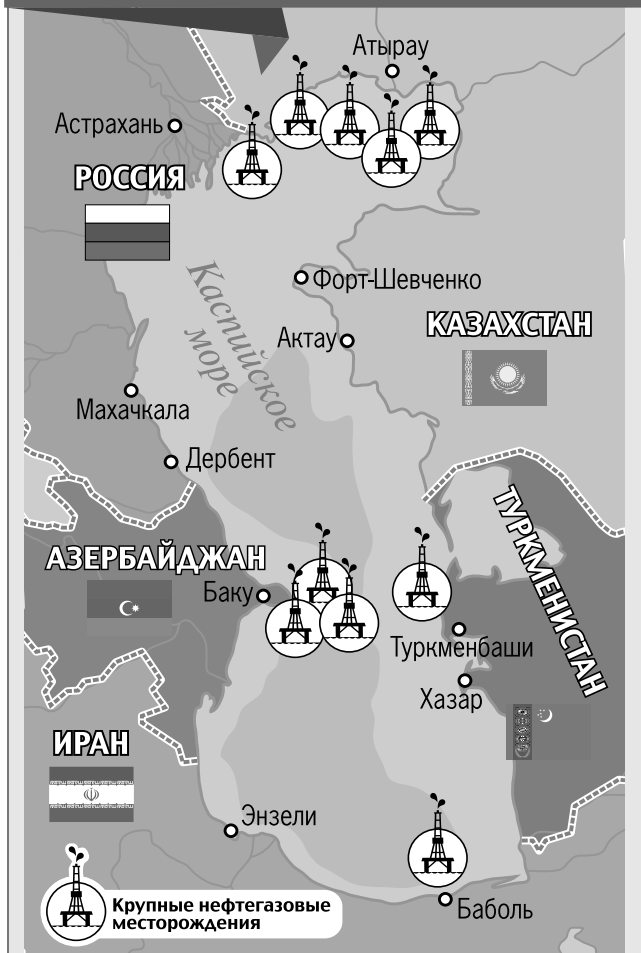 Атырау
Астрахань
РОССИЯ
Каспийское
море
Форт-Шевченко
КАЗАХСТАН
Актау
Махачкала
Дербент
ТУРКМЕНИСТАН
АЗЕРБАЙДЖАН
Баку
Туркменбаши
Хазар
ИРАН
Энзели
Баболь
Крупные нефтегазовые
месторождения